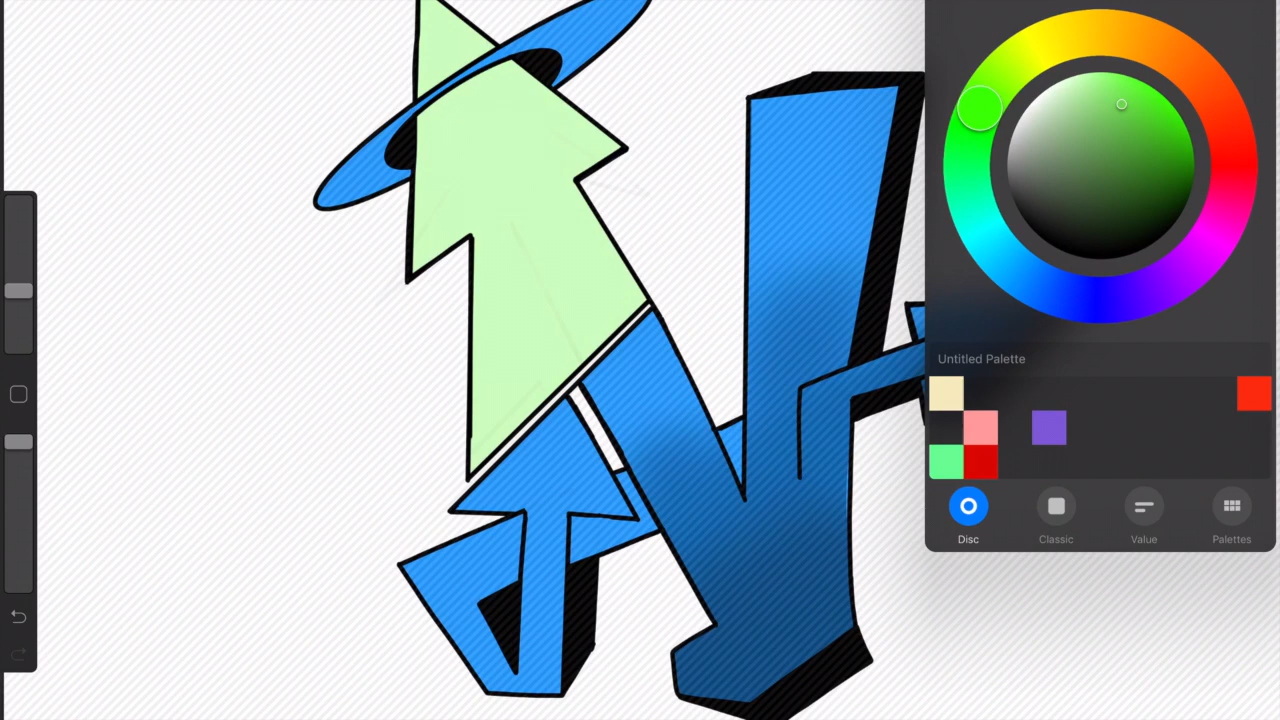 Untitled Palette
Disc
Classic
Value
Palettes